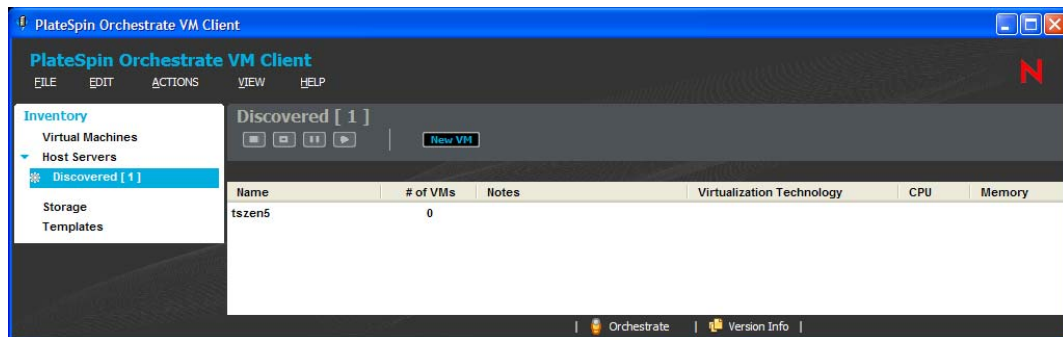 PlateSpin Orchestrate VM Client
PlateSpin Orchestrate VM Client
FILE EDIT ACTIONS VIEW HELP
N
Inventory
Virtual Machines
Host Servers
Discovered [ 1 ]
Storage
Templates
Discovered [ 1 ]
New VM
Name # of VMs Notes Virtualization Technology CPU Memory
tszen5 0
| Orchestrate | Version Info |